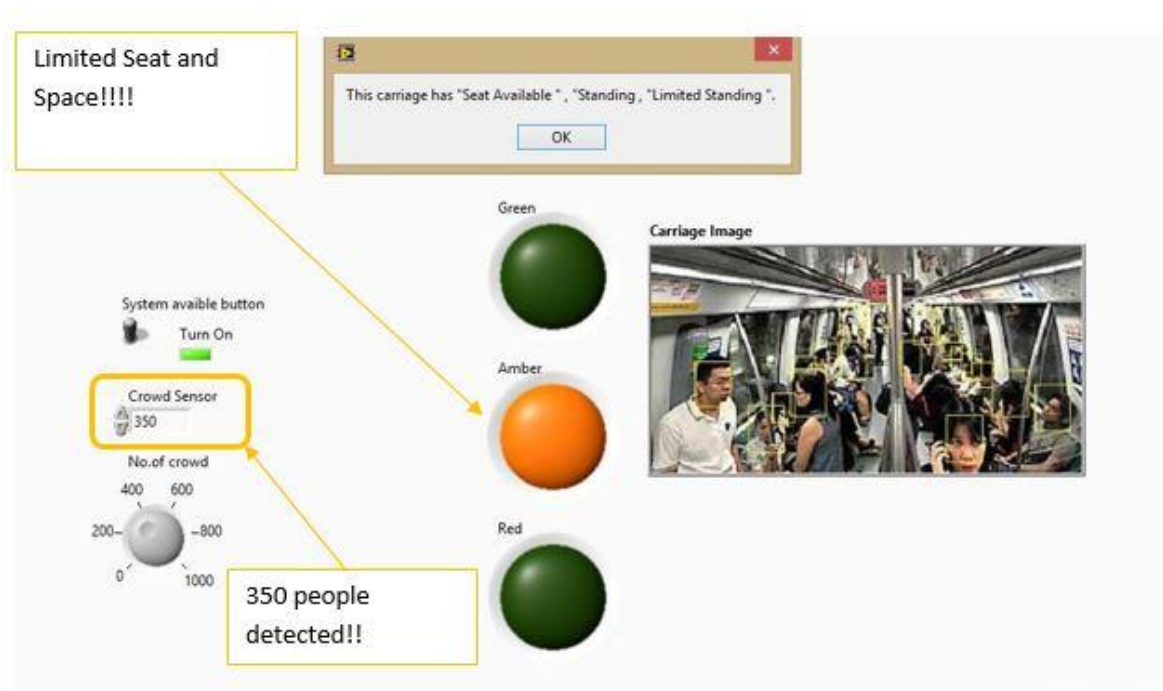 Limited Seat and
Space!!!!
This carriage has "Seat Available " , "Standing , "Limited Standing ".
OK
Green
Carriage Image
System avaible button
Turn On
Amber
Crowd Sensor
350
No.of crowd
400 600
200 800
0 1000
Red
350 people
detected!!